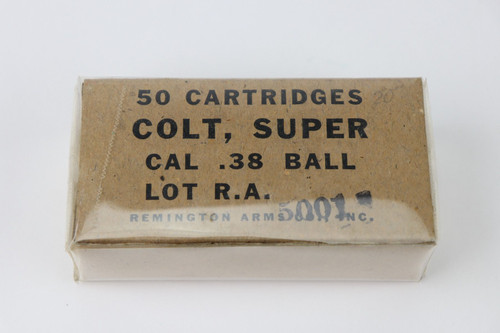 50 CARTRIDGES
COLT, SUPER
CAL .38 BALL
LOT R.A. 5001
REMINGTON ARMS INC.